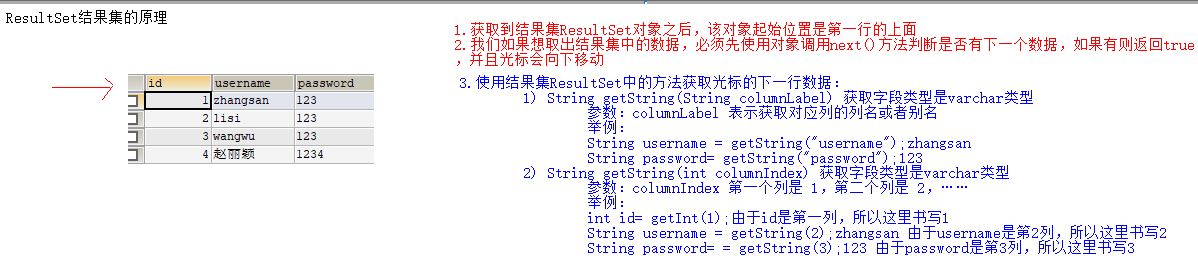 ResultSet结果集的原理
id username password
1 zhangsan 123
2 lisi 123
3 wangwu 123
4 赵丽颖 1234
1.获取到结果集ResultSet对象之后，该对象起始位置是第一行的上面
2.我们如果想取出结果集中的数据，必须先使用对象调用next()方法判断是否有下一个数据，如果有则返回true
，并且光标会向下移动
3.使用结果集ResultSet中的方法获取光标的下一行数据：
1) String getString(String columnLabel) 获取字段类型是varchar类型
参数：columnLabel 表示获取对应列的列名或者别名
举例：
String username = getString("username");zhangsan
String password= getString("password");123
2) String getString(int columnIndex) 获取字段类型是varchar类型
参数：columnIndex 第一个列是 1，第二个列是 2，……
举例：
int id= getInt(1);由于id是第一列，所以这里书写1
String username = getString(2);zhangsan 由于username是第2列，所以这里书写2
String password= = getString(3);123 由于password是第3列，所以这里书写3